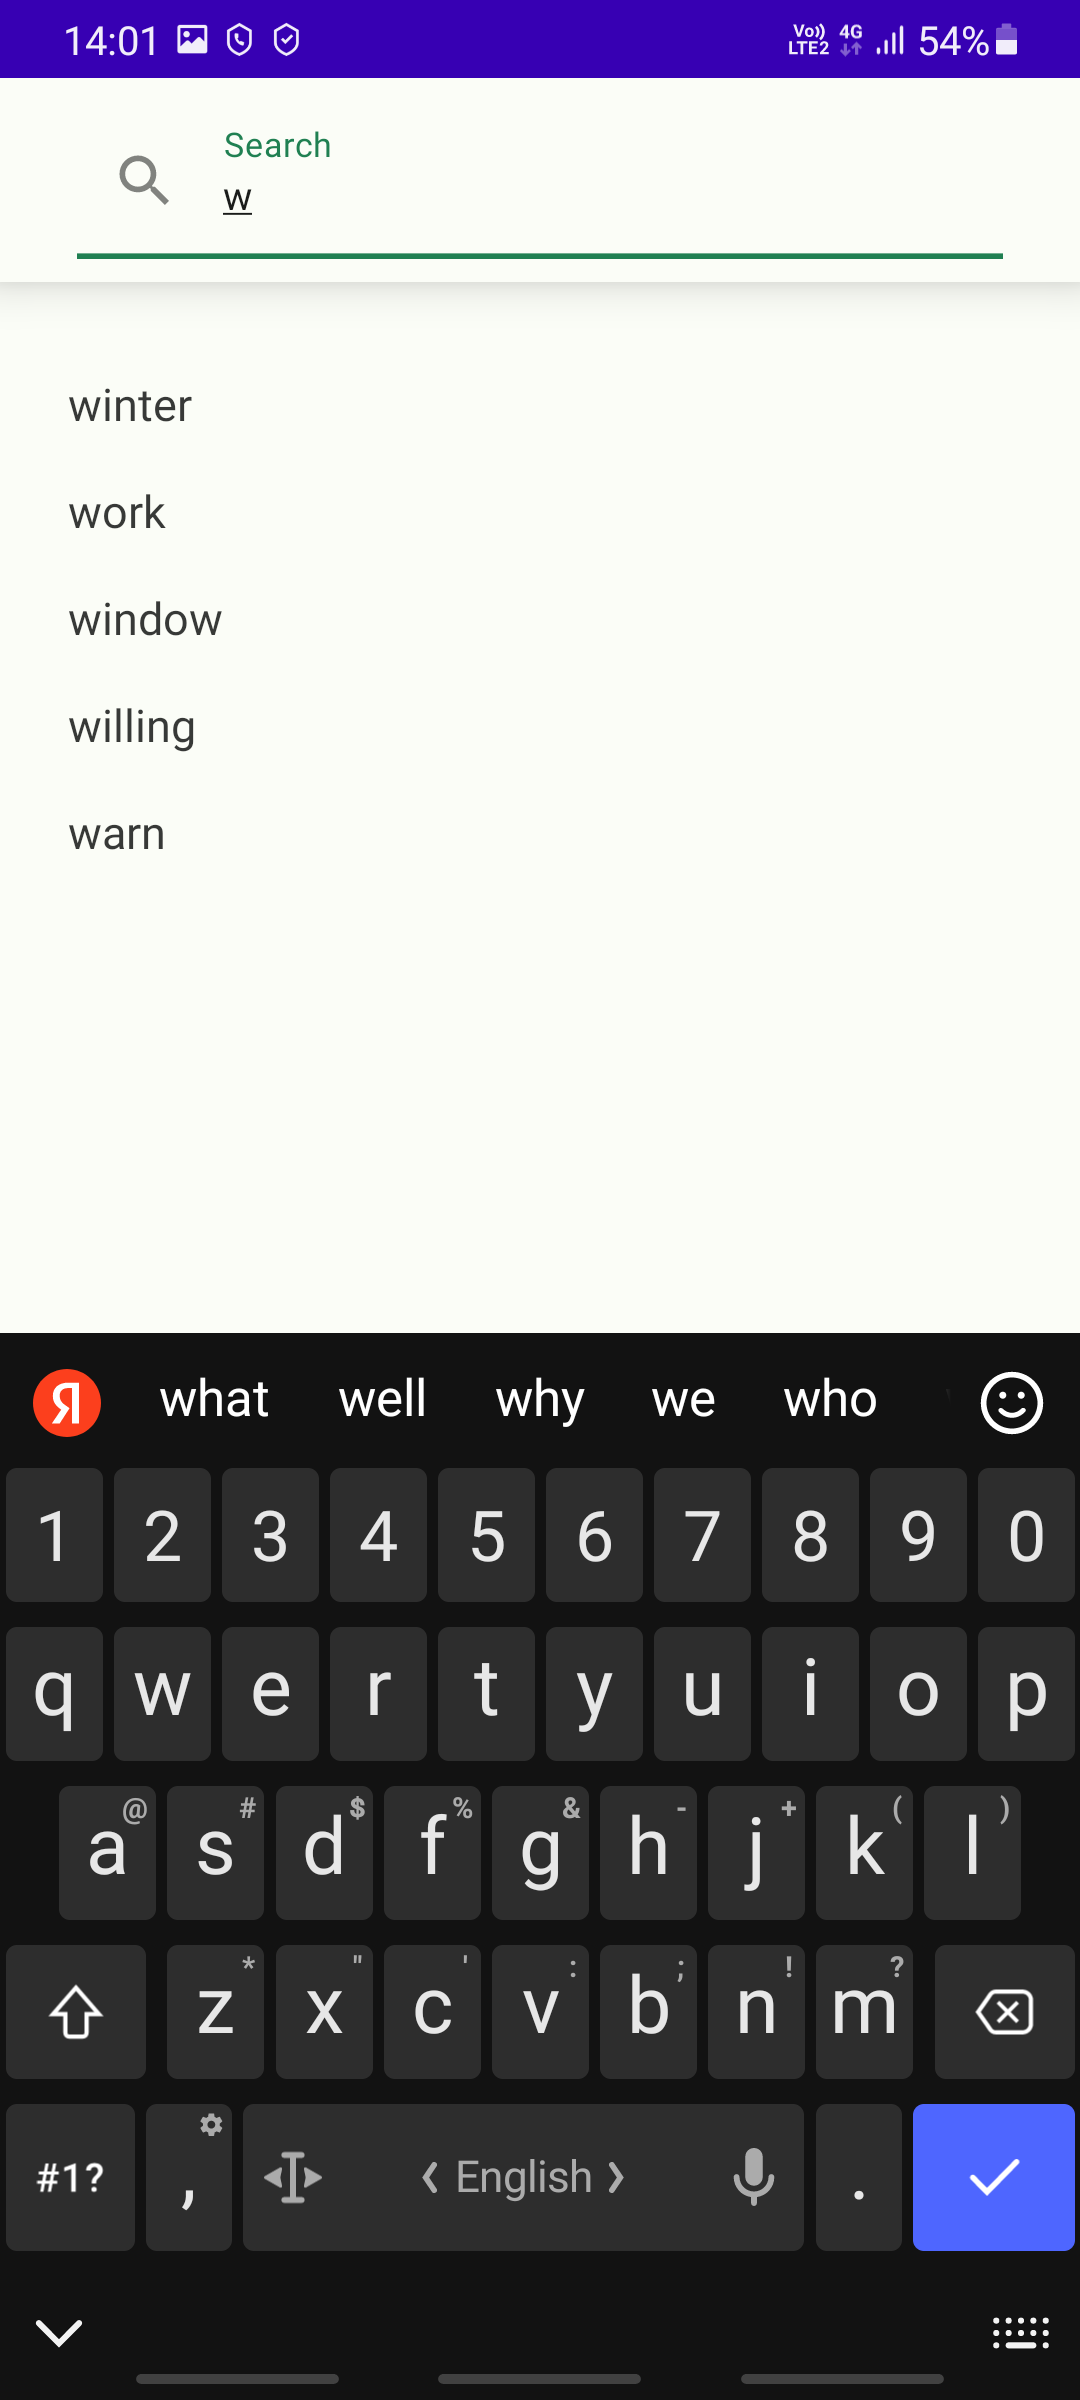 14:01 Vo)) LTE2 4G 54%
Search
w
winter
work
window
willing
warn
Я what well why we who
1 2 3 4 5 6 7 8 9 0
q w e r t y u i o p
@ # $ % & - + ( )
a s d f g h j k l
* " ' : ; ! ?
z x c v b n m
#1? , English .